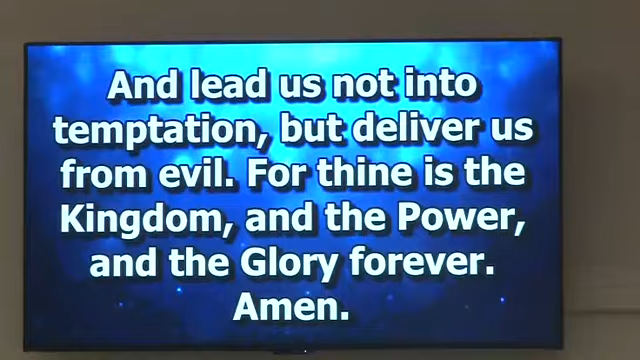 And lead us not into
temptation, but deliver us
from evil. For thine is the
Kingdom, and the Power,
and the Glory forever.
Amen.